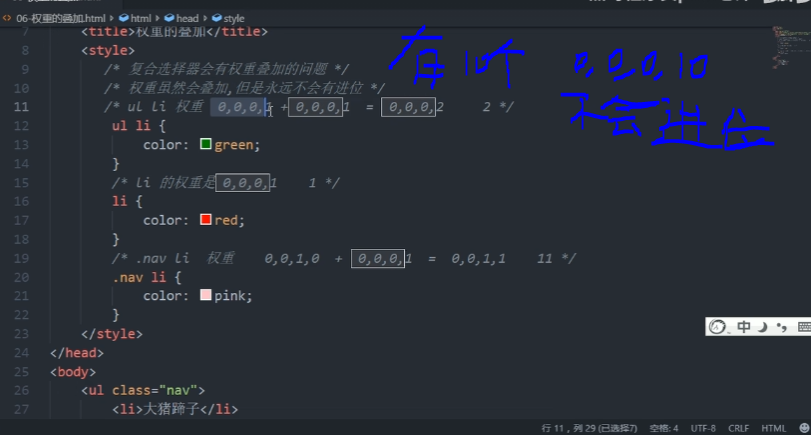 06-权重的叠加.html > html > head > style
7 <title>权重的叠加</title>
8 <style>
9 /* 复合选择器会有权重叠加的问题 */
10 /* 权重虽然会叠加,但是永远不会有进位 */
11 /* ul li 权重 0,0,0,1 + 0,0,0,1 = 0,0,0,2 2 */
12 ul li {
13 color: green;
14 }
15 /* li 的权重是 0,0,0,1 1 */
16 li {
17 color: red;
18 }
19 /* .nav li 权重 0,0,1,0 + 0,0,0,1 = 0,0,1,1 11 */
20 .nav li {
21 color: pink;
22 }
23 </style>
24 </head>
25 <body>
26 <ul class="nav">
27 <li>大猪蹄子</li>
10个 0,0,0,10
不会进位
中
行 11，列 29 (已选择7) 空格: 4 UTF-8 CRLF HTML